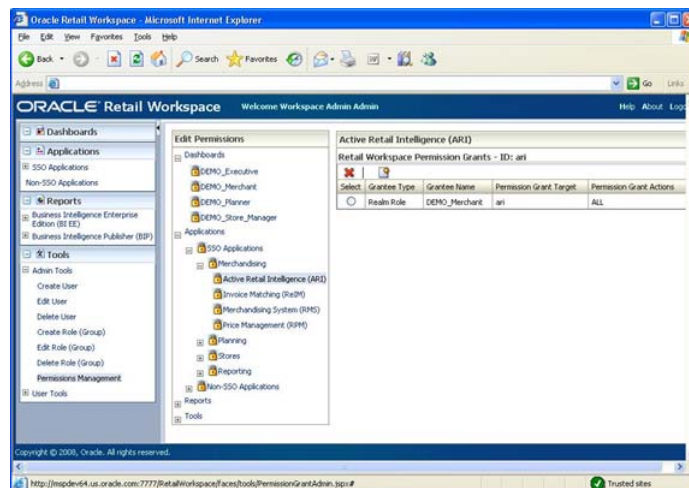 Oracle Retail Workspace - Microsoft Internet Explorer
File Edit View Favorites Tools Help
Back Search Favorites
Address Go Links
ORACLE Retail Workspace Welcome Workspace Admin Admin Help About
Dashboards
Applications
SSO Applications
Non-SSO Applications
Reports
Business Intelligence Enterprise
Edition (BI EE)
Business Intelligence Publisher (BIP)
Tools
Admin Tools
Create User
Edit User
Delete User
Create Role (Group)
Edit Role (Group)
Delete Role (Group)
Permissions Management
User Tools
Edit Permissions
Dashboards
DEMO_Executive
DEMO_Merchant
DEMO_Planner
DEMO_Store_Manager
Applications
SSO Applications
Merchandising
Active Retail Intelligence (ARI)
Invoice Matching (ReIM)
Merchandising System (RMS)
Price Management (RPM)
Planning
Stores
Reporting
Non-SSO Applications
Reports
Tools
Active Retail Intelligence (ARI)
Retail Workspace Permission Grants - ID: ari
Select Grantee Type Grantee Name Permission Grant Target Permission Grant Actions
Realm Role DEMO_Merchant ari ALL
Copyright © 2008, Oracle. All rights reserved.
http://mspdev64.us.oracle.com:7777/RetailWorkspace/faces/tools/PermissionGrantAdmin.jspx# Trusted sites